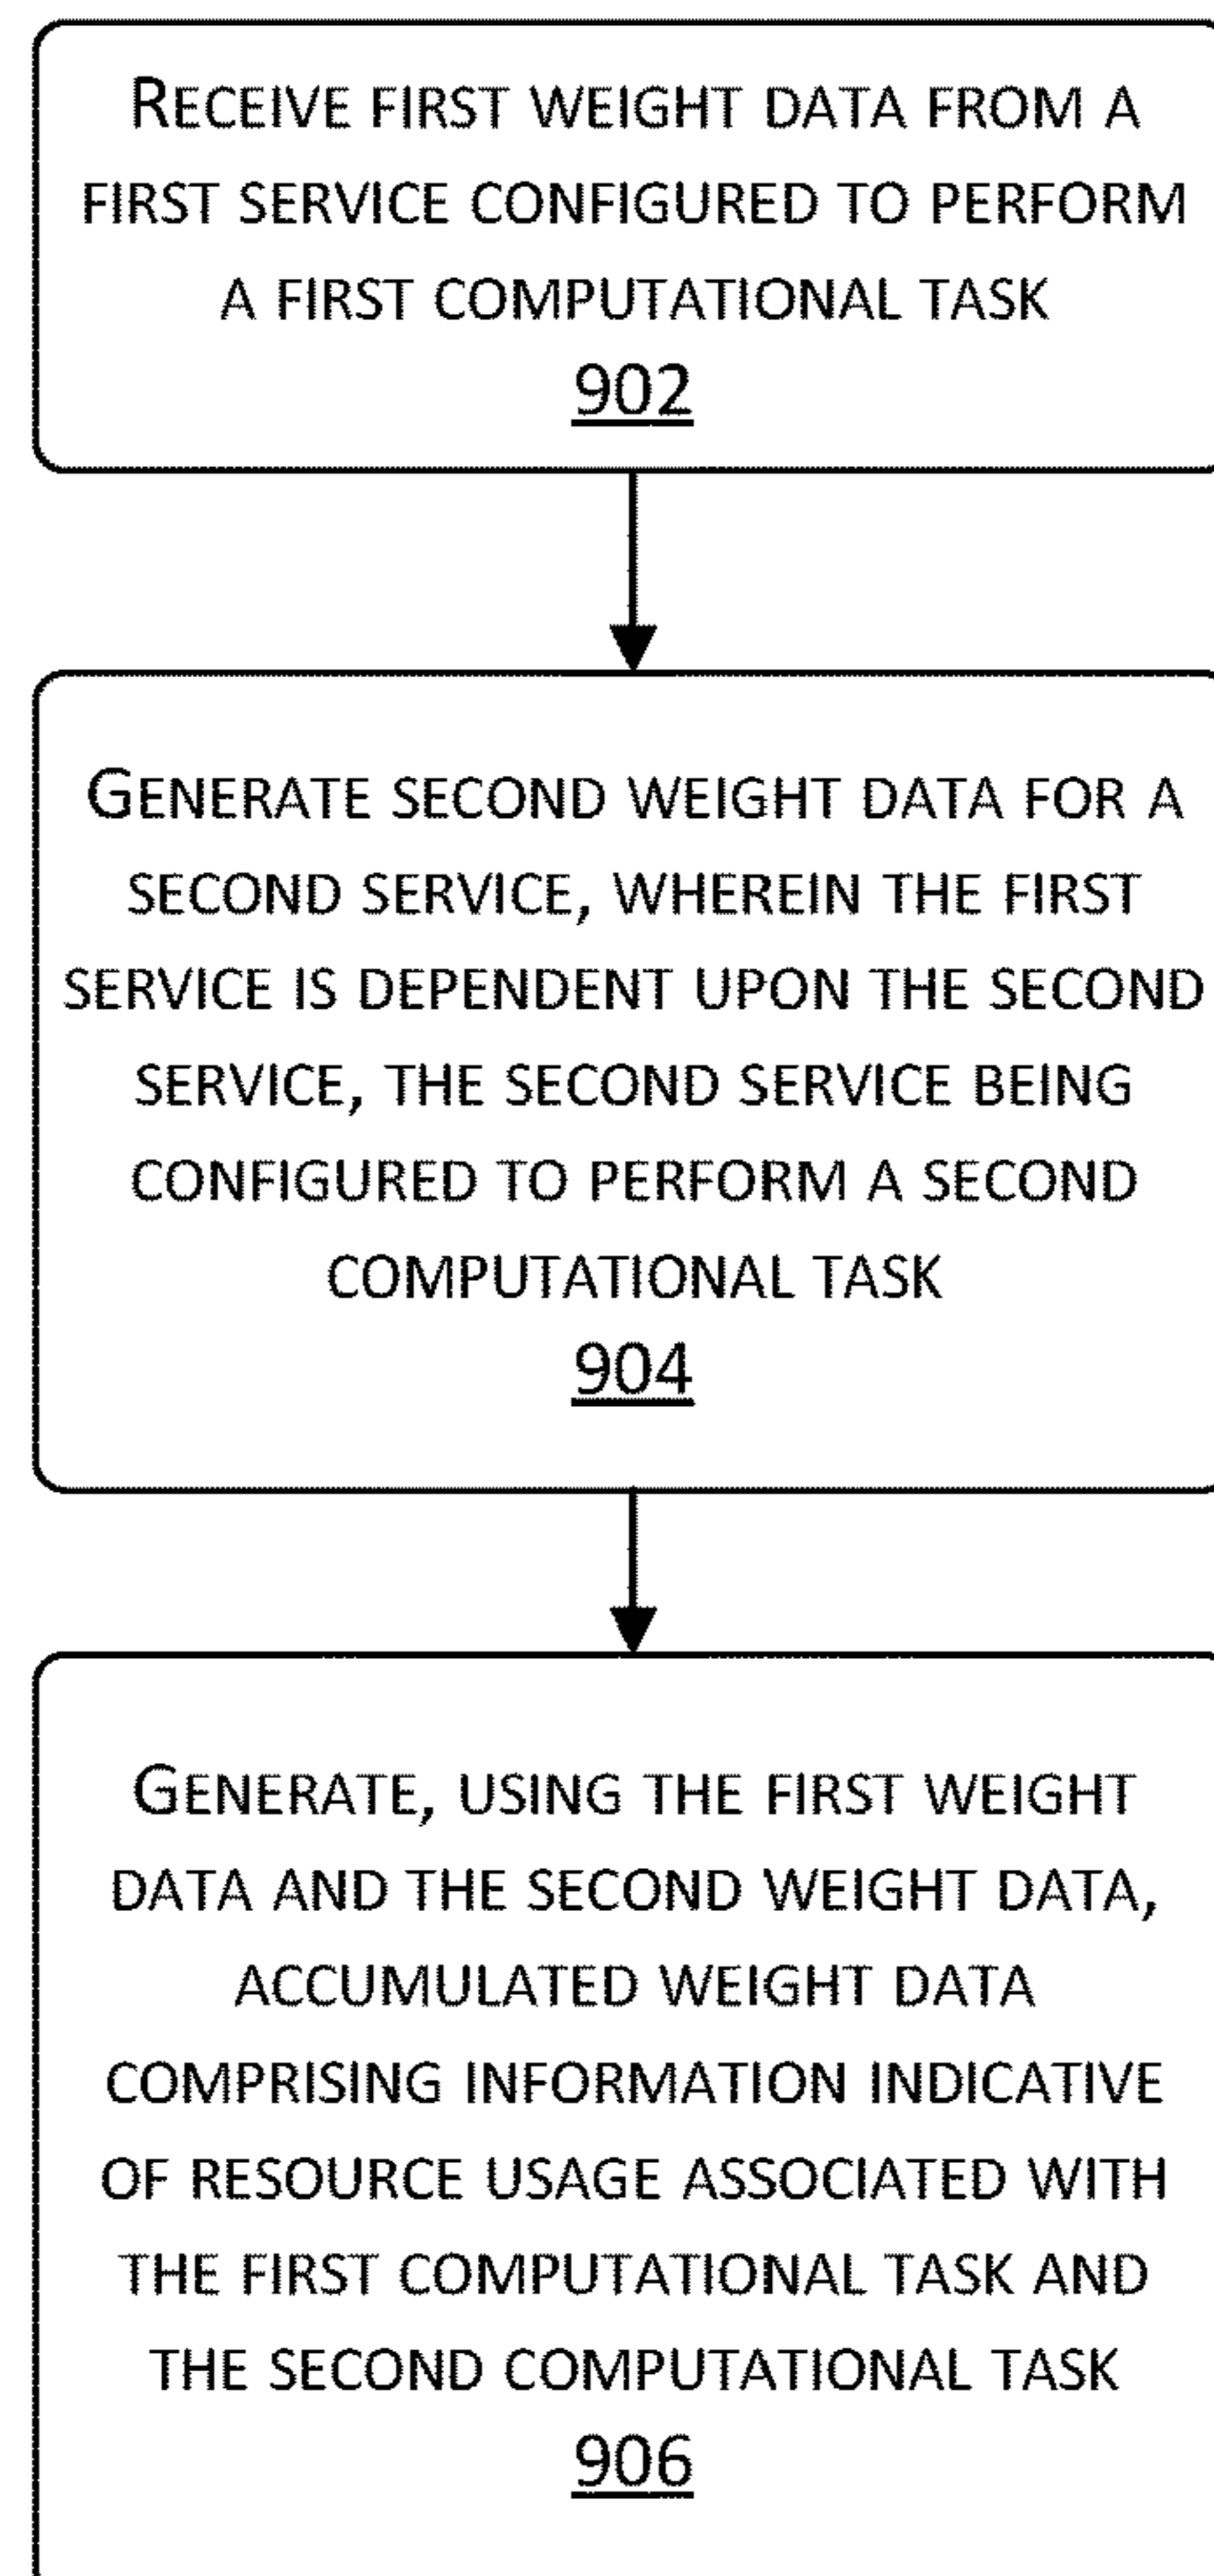 RECEIVE FIRST WEIGHT DATA FROM A
FIRST SERVICE CONFIGURED TO PERFORM
A FIRST COMPUTATIONAL TASK
902
GENERATE SECOND WEIGHT DATA FOR A
SECOND SERVICE, WHEREIN THE FIRST
SERVICE IS DEPENDENT UPON THE SECOND
SERVICE, THE SECOND SERVICE BEING
CONFIGURED TO PERFORM A SECOND
COMPUTATIONAL TASK
904
GENERATE, USING THE FIRST WEIGHT
DATA AND THE SECOND WEIGHT DATA,
ACCUMULATED WEIGHT DATA
COMPRISING INFORMATION INDICATIVE
OF RESOURCE USAGE ASSOCIATED WITH
THE FIRST COMPUTATIONAL TASK AND
THE SECOND COMPUTATIONAL TASK
906